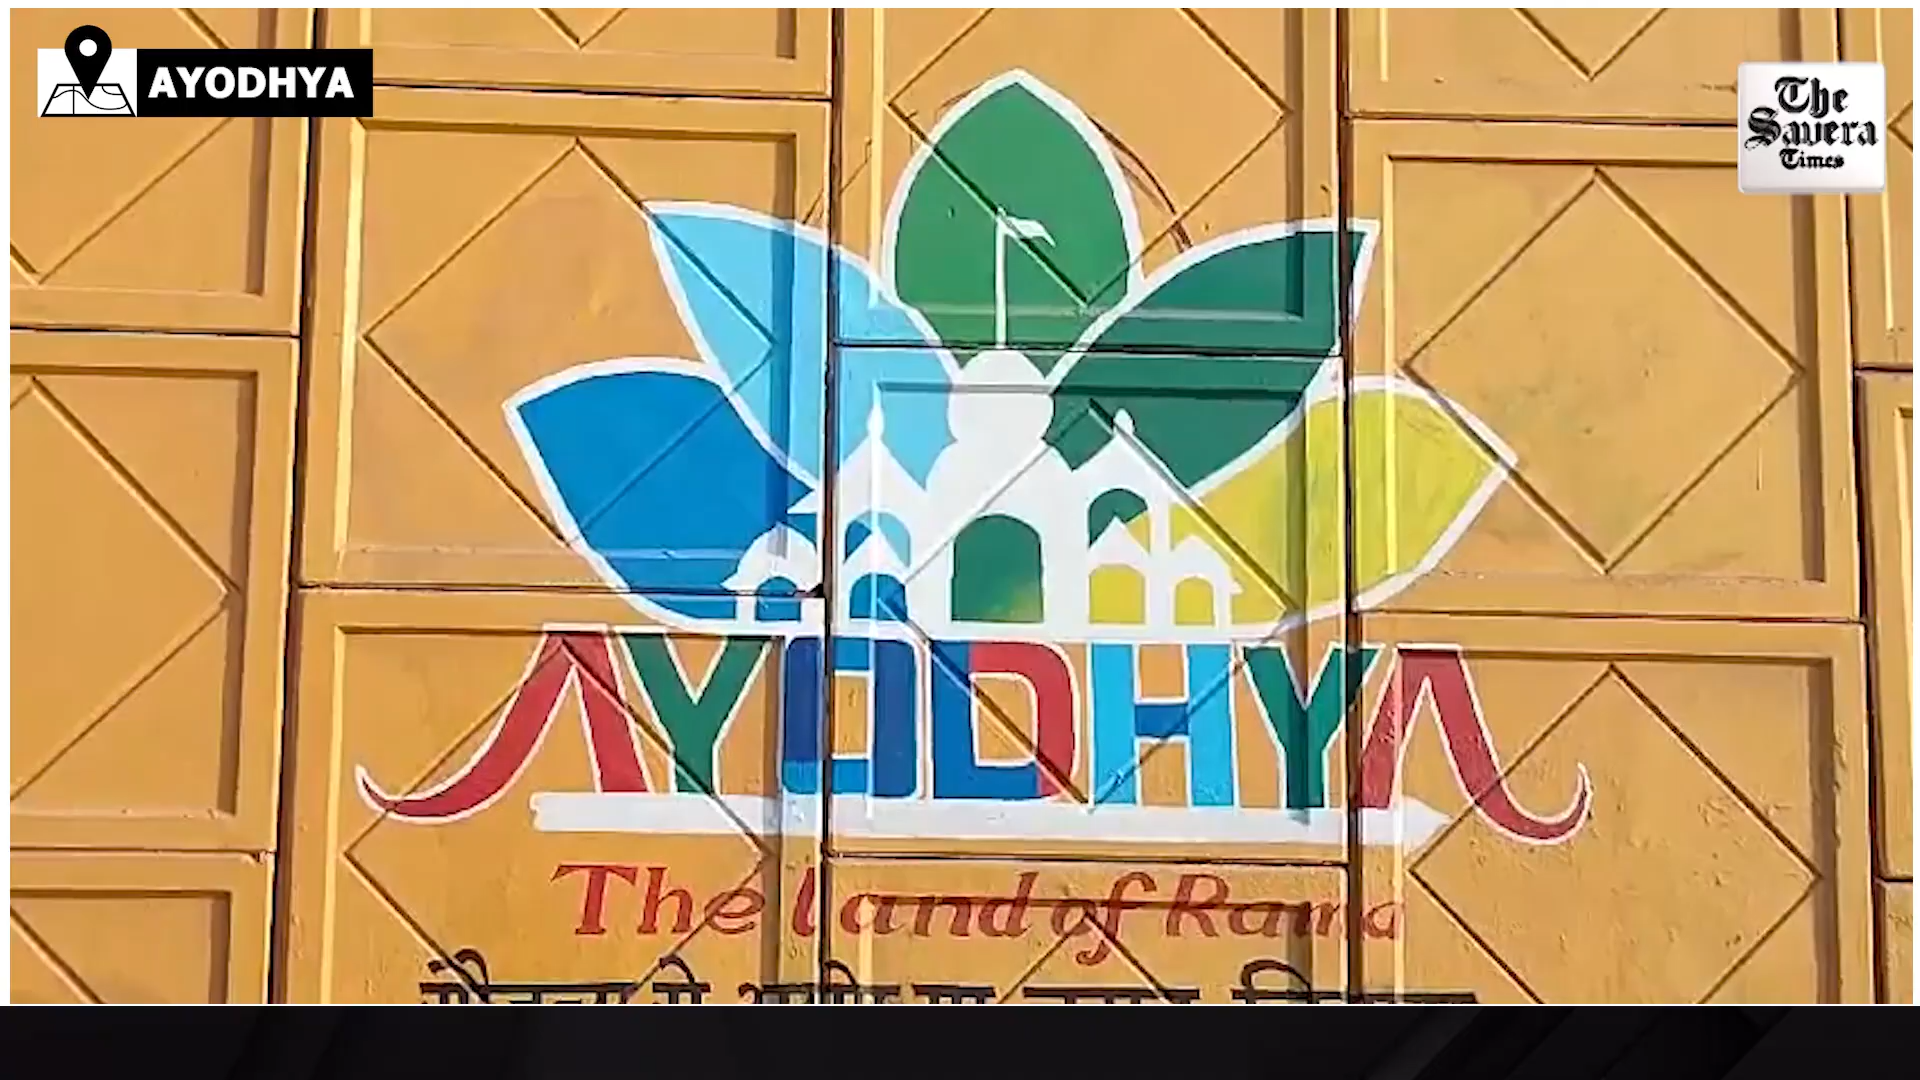 AYODHYA
The
Savera
Times
AYODHYA
The land of Rama